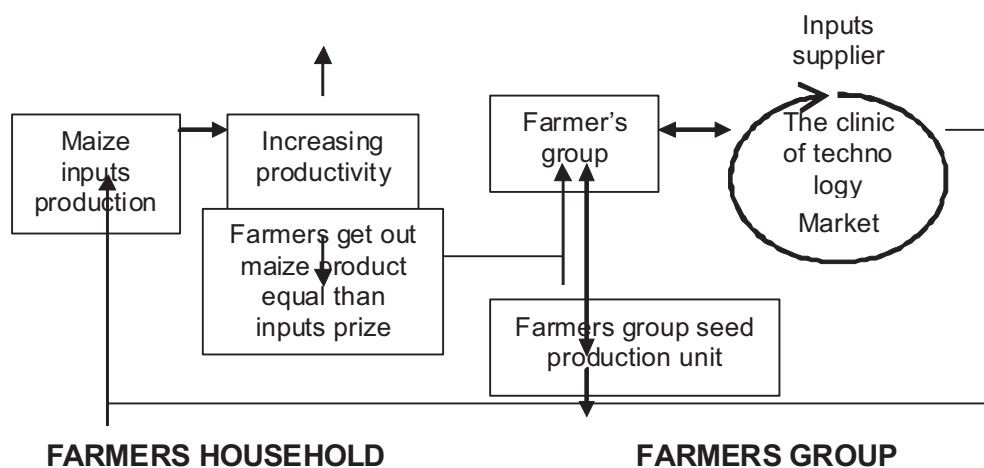 Inputs
supplier
Maize
inputs
production
Increasing
productivity
Farmers get out
maize product
equal than
inputs prize
Farmer's
group
The clinic
of techno
logy
Market
Farmers group seed
production unit
FARMERS HOUSEHOLD
FARMERS GROUP